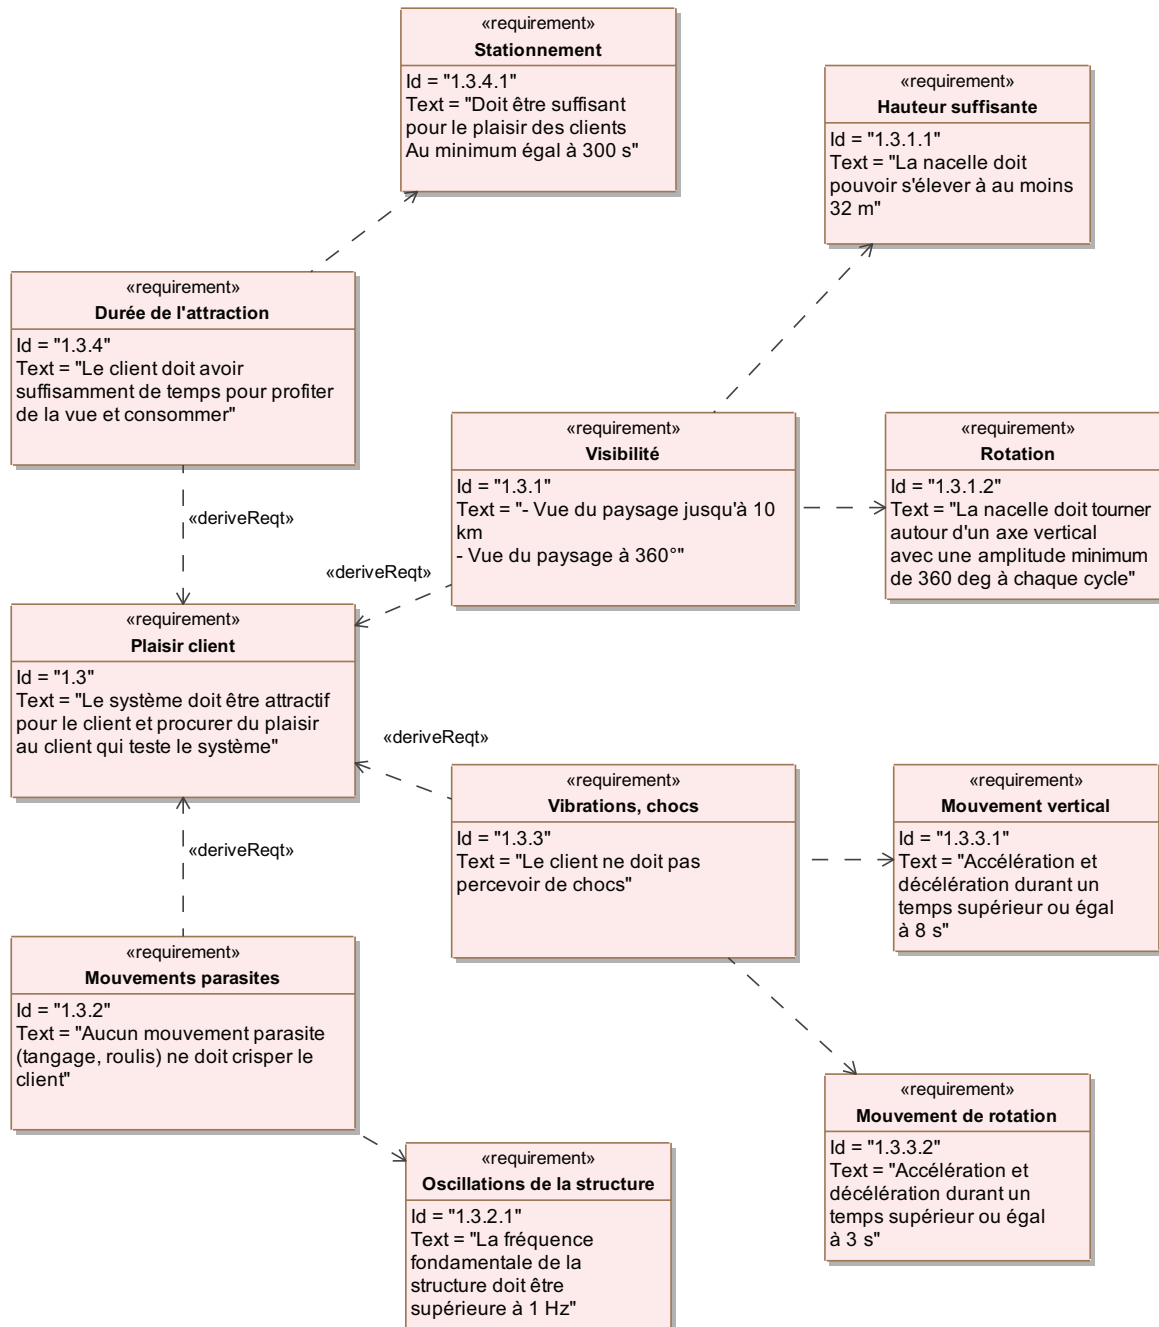 «requirement»
Stationnement
Id = "1.3.4.1"
Text = "Doit être suffisant
pour le plaisir des clients
Au minimum égal à 300 s"
«requirement»
Hauteur suffisante
Id = "1.3.1.1"
Text = "La nacelle doit
pouvoir s'élever à au moins
32 m"
«requirement»
Durée de l'attraction
Id = "1.3.4"
Text = "Le client doit avoir
suffisamment de temps pour profiter
de la vue et consommer"
«requirement»
Visibilité
Id = "1.3.1"
Text = "- Vue du paysage jusqu'à 10
km
- Vue du paysage à 360°"
«requirement»
Rotation
Id = "1.3.1.2"
Text = "La nacelle doit tourner
autour d'un axe vertical
avec une amplitude minimum
de 360 deg à chaque cycle"
«deriveReqt»
«deriveReqt»
«requirement»
Plaisir client
Id = "1.3"
Text = "Le système doit être attractif
pour le client et procurer du plaisir
au client qui teste le système"
«deriveReqt»
«requirement»
Vibrations, chocs
Id = "1.3.3"
Text = "Le client ne doit pas
percevoir de chocs"
«requirement»
Mouvement vertical
Id = "1.3.3.1"
Text = "Accélération et
décélération durant un
temps supérieur ou égal
à 8 s"
«deriveReqt»
«requirement»
Mouvements parasites
Id = "1.3.2"
Text = "Aucun mouvement parasite
(tangage, roulis) ne doit crisper le
client"
«requirement»
Mouvement de rotation
Id = "1.3.3.2"
Text = "Accélération et
décélération durant un
temps supérieur ou égal
à 3 s"
«requirement»
Oscillations de la structure
Id = "1.3.2.1"
Text = "La fréquence
fondamentale de la
structure doit être
supérieure à 1 Hz"